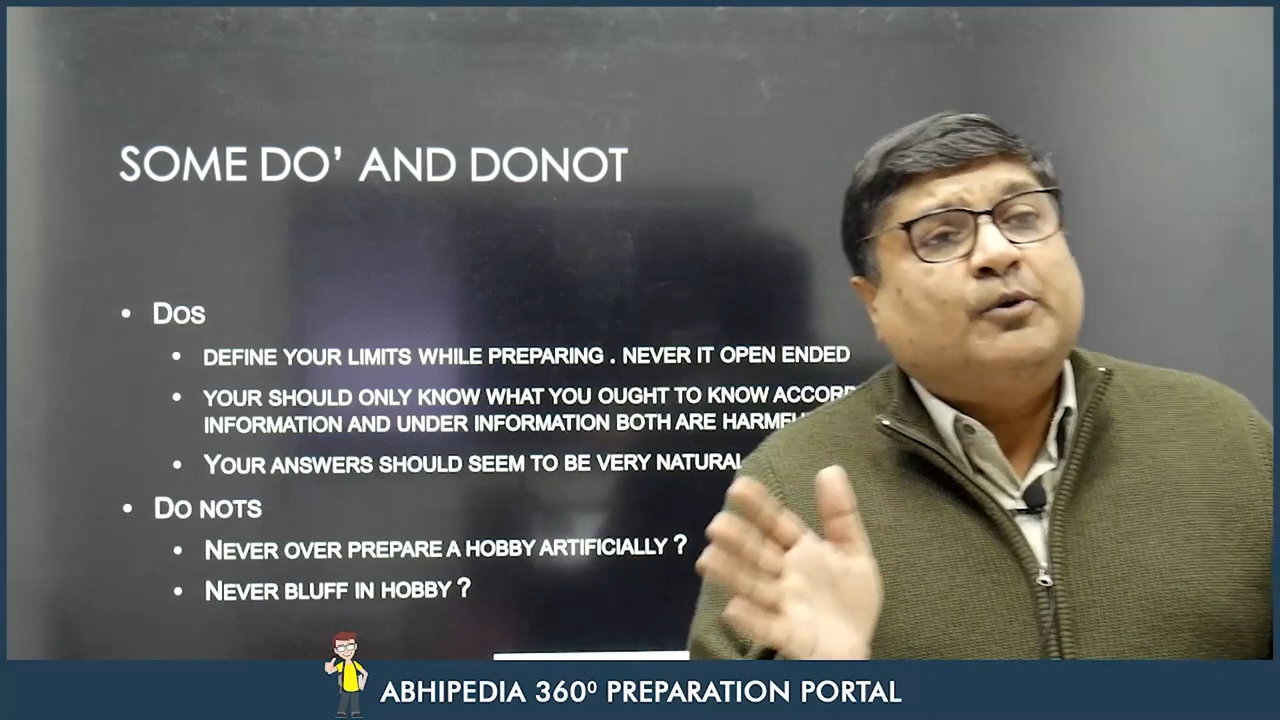 SOME DO' AND DONOT
• DOS
• DEFINE YOUR LIMITS WHILE PREPARING . NEVER IT OPEN ENDED
• YOUR SHOULD ONLY KNOW WHAT YOU OUGHT TO KNOW
INFORMATION AND UNDER INFORMATION BOTH ARE
• YOUR ANSWERS SHOULD SEEM TO BE VERY NATURAL
• DO NOTS
• NEVER OVER PREPARE A HOBBY ARTIFICIALLY ?
• NEVER BLUFF IN HOBBY ?
ABHIPEDIA 360⁰ PREPARATION PORTAL